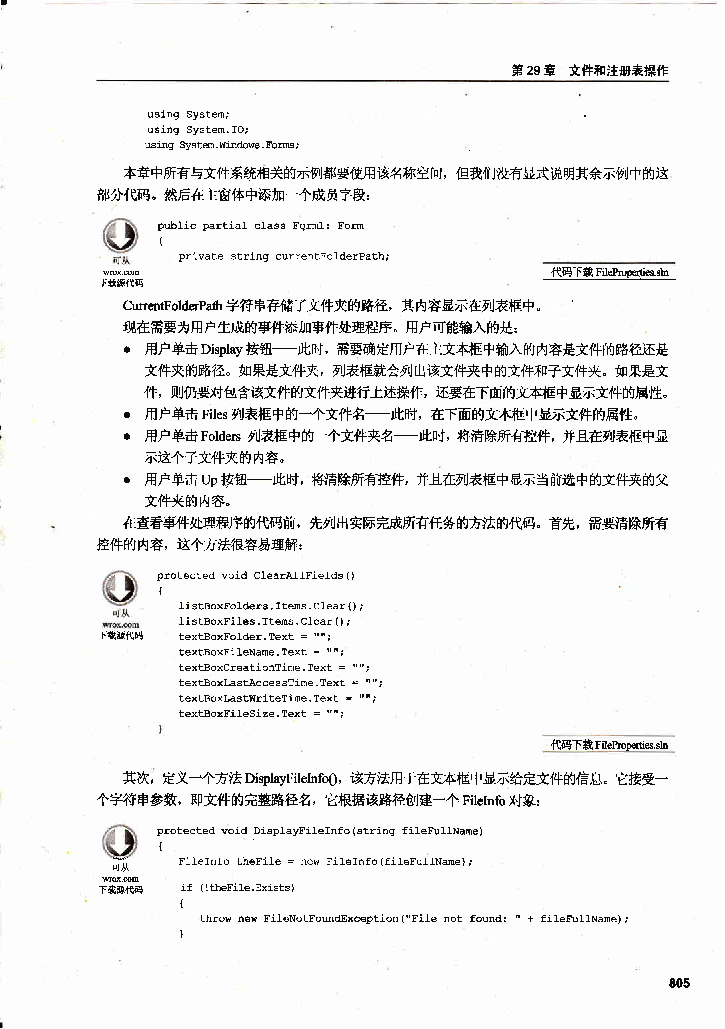 第29章 文件和注册表操作
using System;
using System.IO;
using System.Windows.Forms;
本章中所有与文件系统相关的示例都要使用该名称空间，但我们没有显式说明其余示例中的这
部分代码。然后在主窗体中添加一个成员字段：
public partial class Form1: Form
{
private string currentFolderPath;
可从
wrox.com
下载源代码
代码下载 FileProperties.sln
CurrentFolderPath 字符串存储了文件夹的路径，其内容显示在列表框中。
现在需要为用户生成的事件添加事件处理程序。用户可能输入的是：
● 用户单击 Display 按钮——此时，需要确定用户在主文本框中输入的内容是文件的路径还是
文件夹的路径。如果是文件夹，列表框就会列出该文件夹中的文件和子文件夹。如果是文
件，则仍要对包含该文件的文件夹进行上述操作，还要在下面的文本框中显示文件的属性。
● 用户单击 Files 列表框中的一个文件名——此时，在下面的文本框中显示文件的属性。
● 用户单击 Folders 列表框中的一个文件夹名——此时，将清除所有控件，并且在列表框中显
示这个子文件夹的内容。
● 用户单击 Up 按钮——此时，将清除所有控件，并且在列表框中显示当前选中的文件夹的父
文件夹的内容。
在查看事件处理程序的代码前，先列出实际完成所有任务的方法的代码。首先，需要清除所有
控件的内容，这个方法很容易理解：
protected void ClearAllFields()
{
listBoxFolders.Items.Clear();
listBoxFiles.Items.Clear();
textBoxFolder.Text = "";
textBoxFileName.Text = "";
textBoxCreationTime.Text = "";
textBoxLastAccessTime.Text = "";
textBoxLastWriteTime.Text = "";
textBoxFileSize.Text = "";
}
可从
wrox.com
下载源代码
代码下载 FileProperties.sln
其次，定义一个方法 DisplayFileInfo()，该方法用于在文本框中显示给定文件的信息。它接受一
个字符串参数，即文件的完整路径名，它根据该路径创建一个 FileInfo 对象：
protected void DisplayFileInfo(string fileFullName)
{
FileInfo theFile = new FileInfo(fileFullName);
if (!theFile.Exists)
{
throw new FileNotFoundException("File not found: " + fileFullName);
}
可从
wrox.com
下载源代码
805